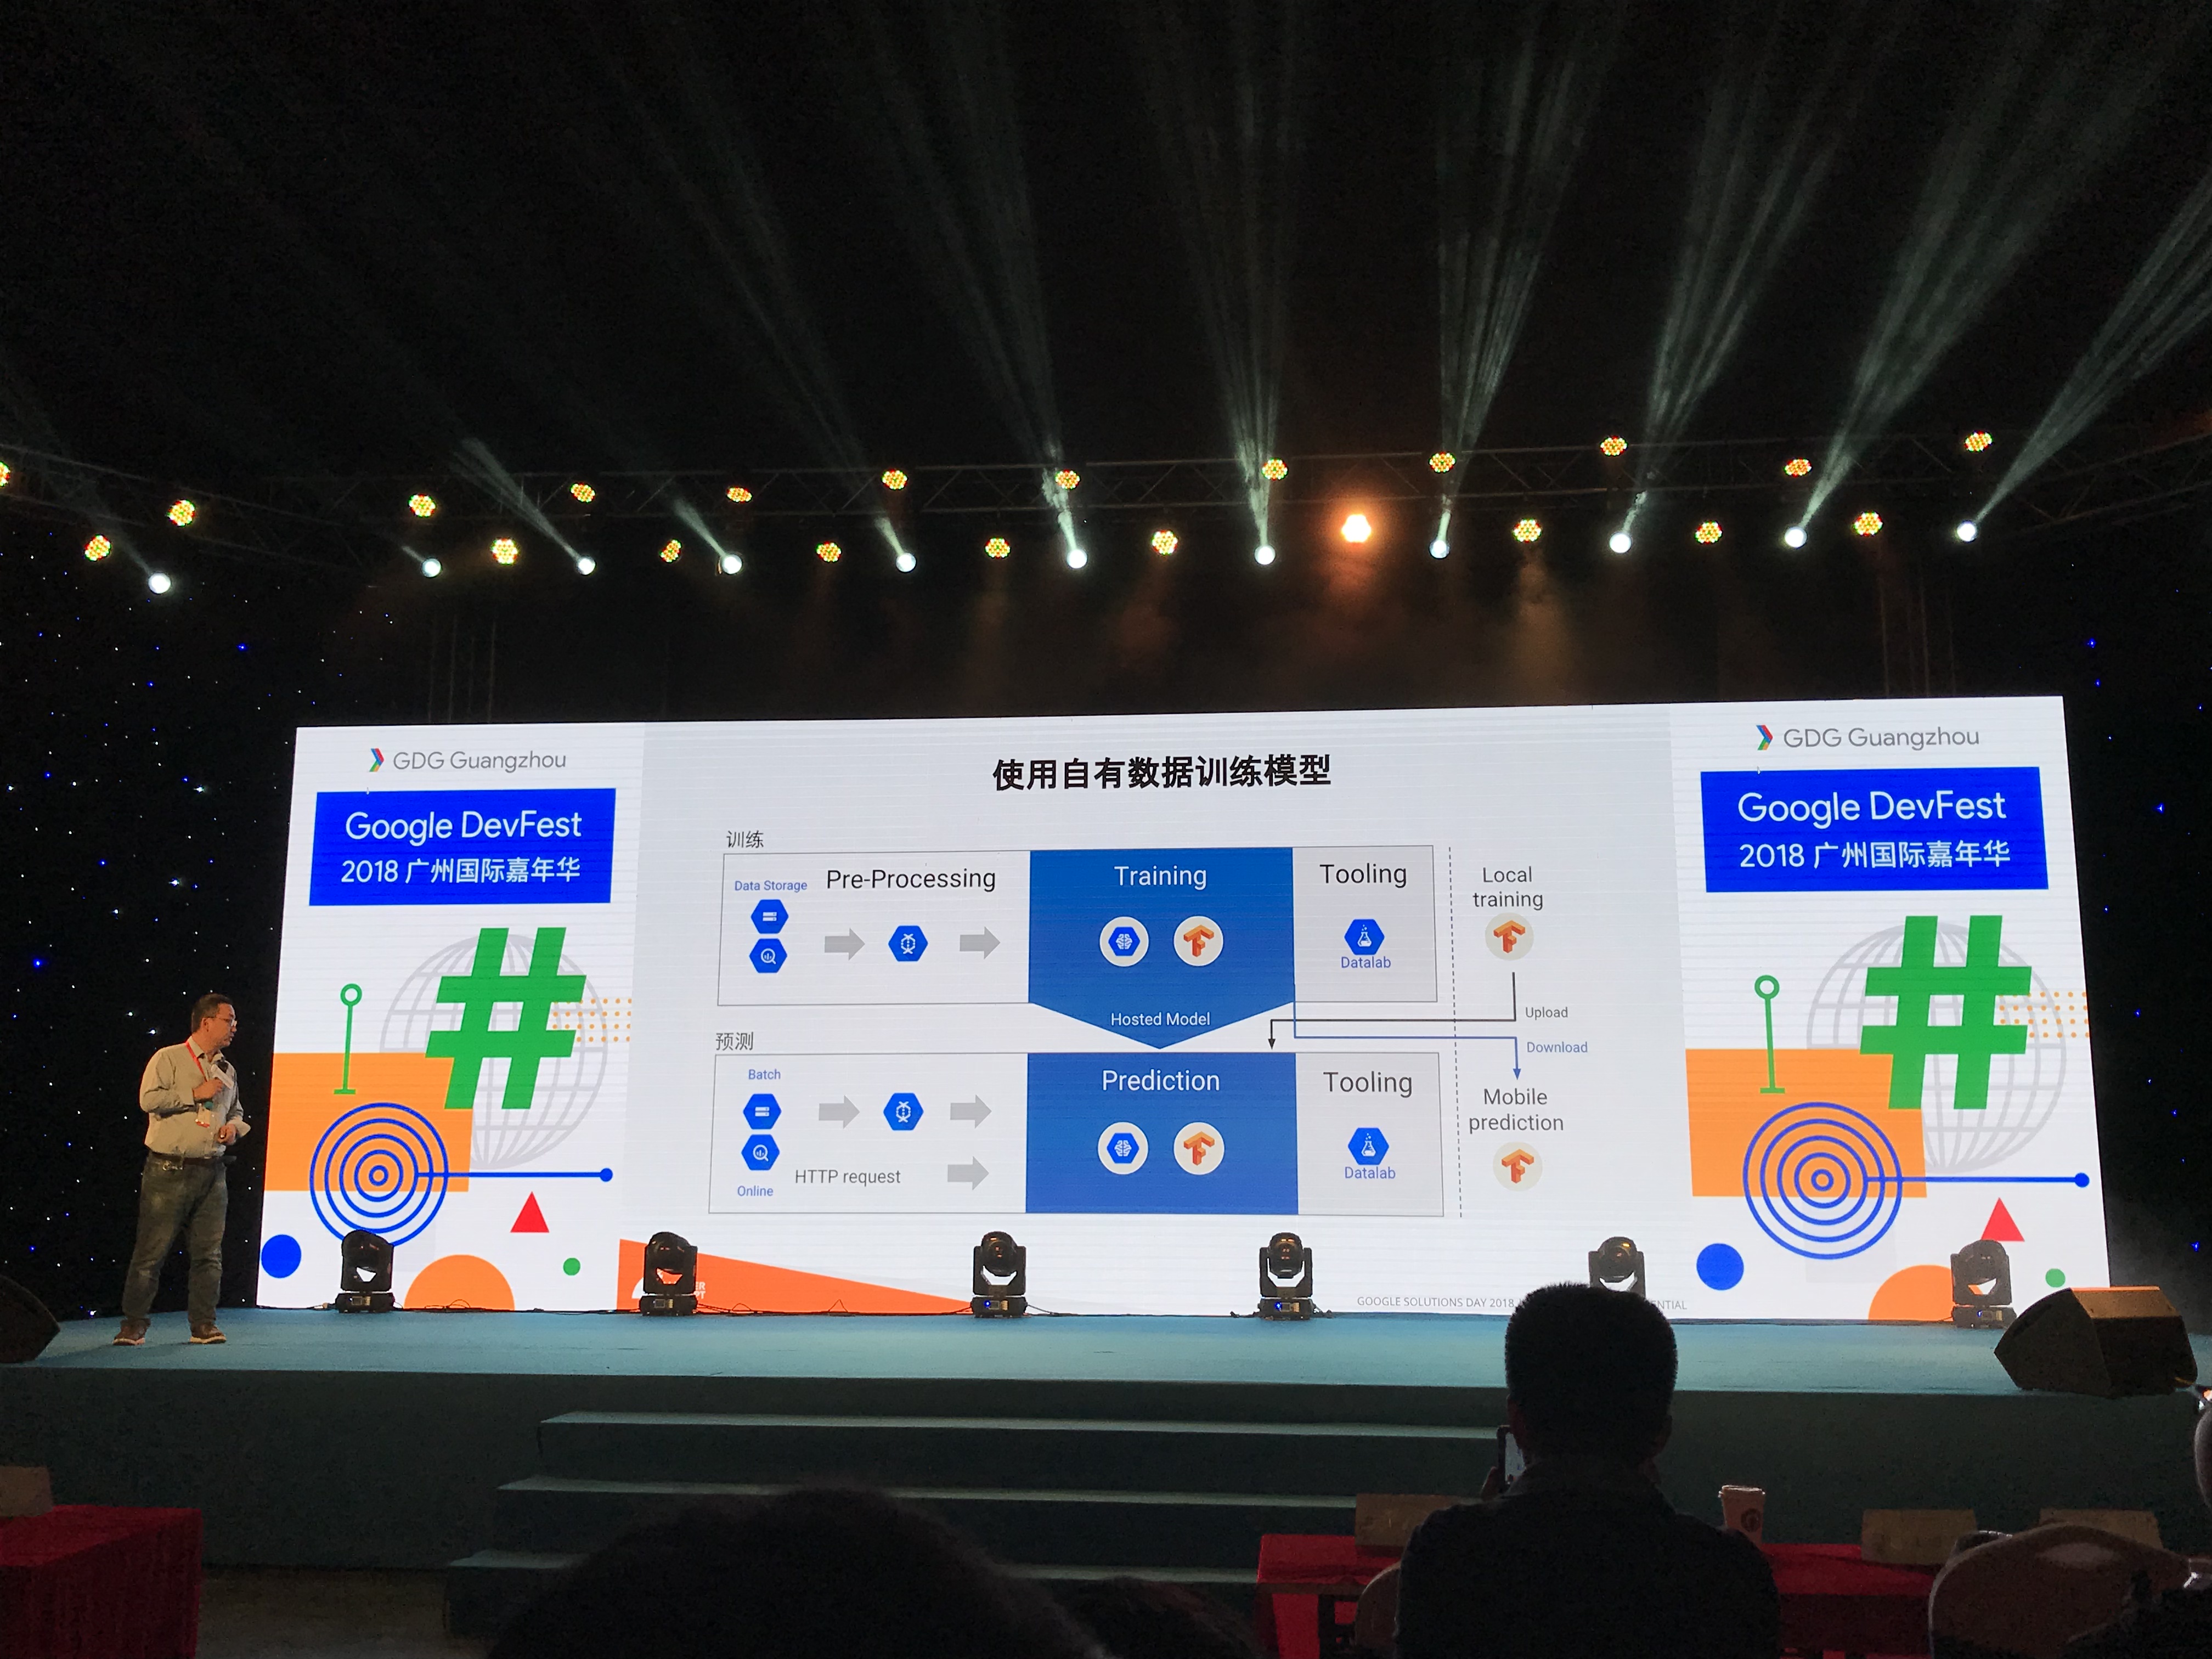 GDG Guangzhou
Google DevFest
2018 广州国际嘉年华
使用自有数据训练模型
训练
Data Storage
Pre-Processing
Training
Tooling
Datalab
Local
training
Hosted Model
Upload
Download
预测
Batch
HTTP request
Online
Prediction
Tooling
Datalab
Mobile
prediction
GOOGLE SOLUTIONS DAY 2018
GDG Guangzhou
Google DevFest
2018 广州国际嘉年华